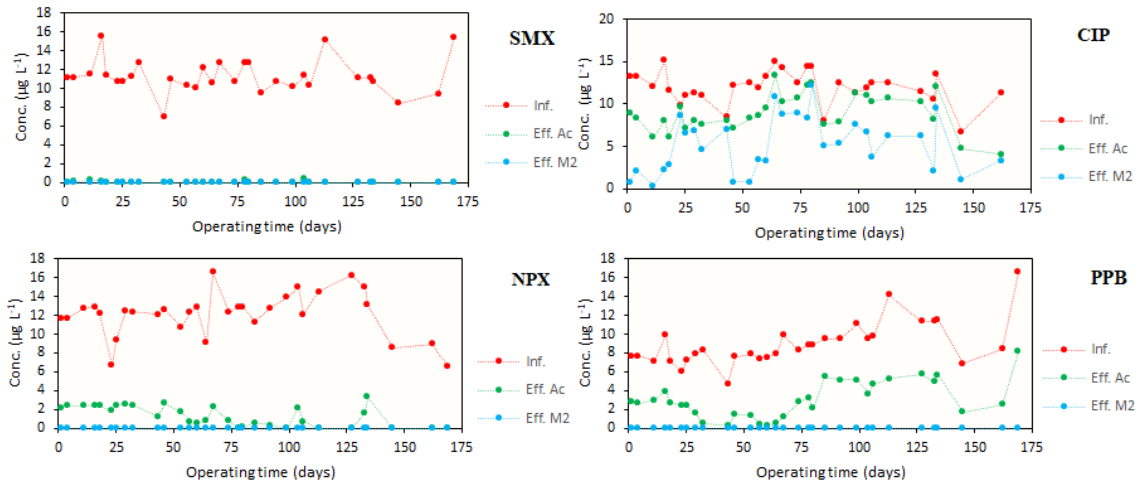 SMX
Conc. (µg L⁻¹)
18
16
14
12
10
8
6
4
2
0
0 25 50 75 100 125 150 175
Operating time (days)
Inf.
Eff. Ac
Eff. M2
CIP
Conc. (µg L⁻¹)
20
15
10
5
0
0 25 50 75 100 125 150 175
Operating time (days)
Inf.
Eff. Ac
Eff. M2
NPX
Conc. (µg L⁻¹)
18
16
14
12
10
8
6
4
2
0
0 25 50 75 100 125 150 175
Operating time (days)
Inf.
Eff. Ac
Eff. M2
PPB
Conc. (µg L⁻¹)
18
16
14
12
10
8
6
4
2
0
0 25 50 75 100 125 150 175
Operating time (days)
Inf.
Eff. Ac
Eff. M2